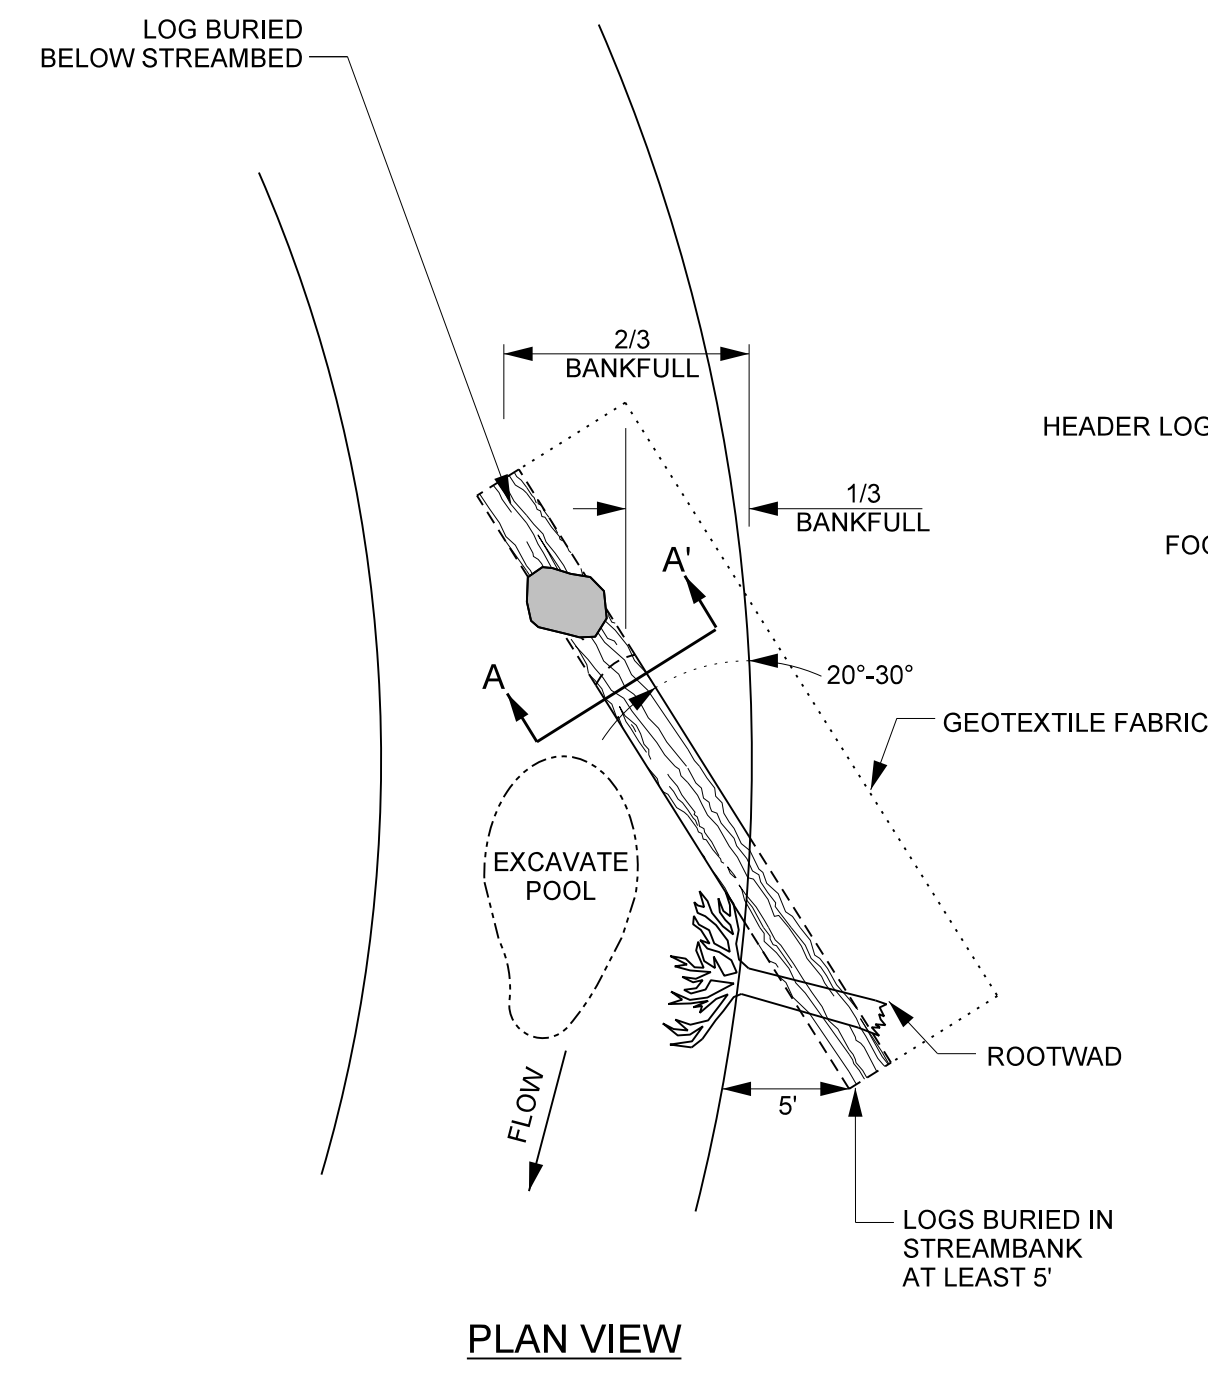 LOG BURIED
BELOW STREAMBED
2/3
BANKFULL
HEADER LOG
1/3
BANKFULL
FOO
A'
A
20°-30°
GEOTEXTILE FABRIC
EXCAVATE
POOL
ROOTWAD
FLOW
5'
LOGS BURIED IN
STREAMBANK
AT LEAST 5'
PLAN VIEW